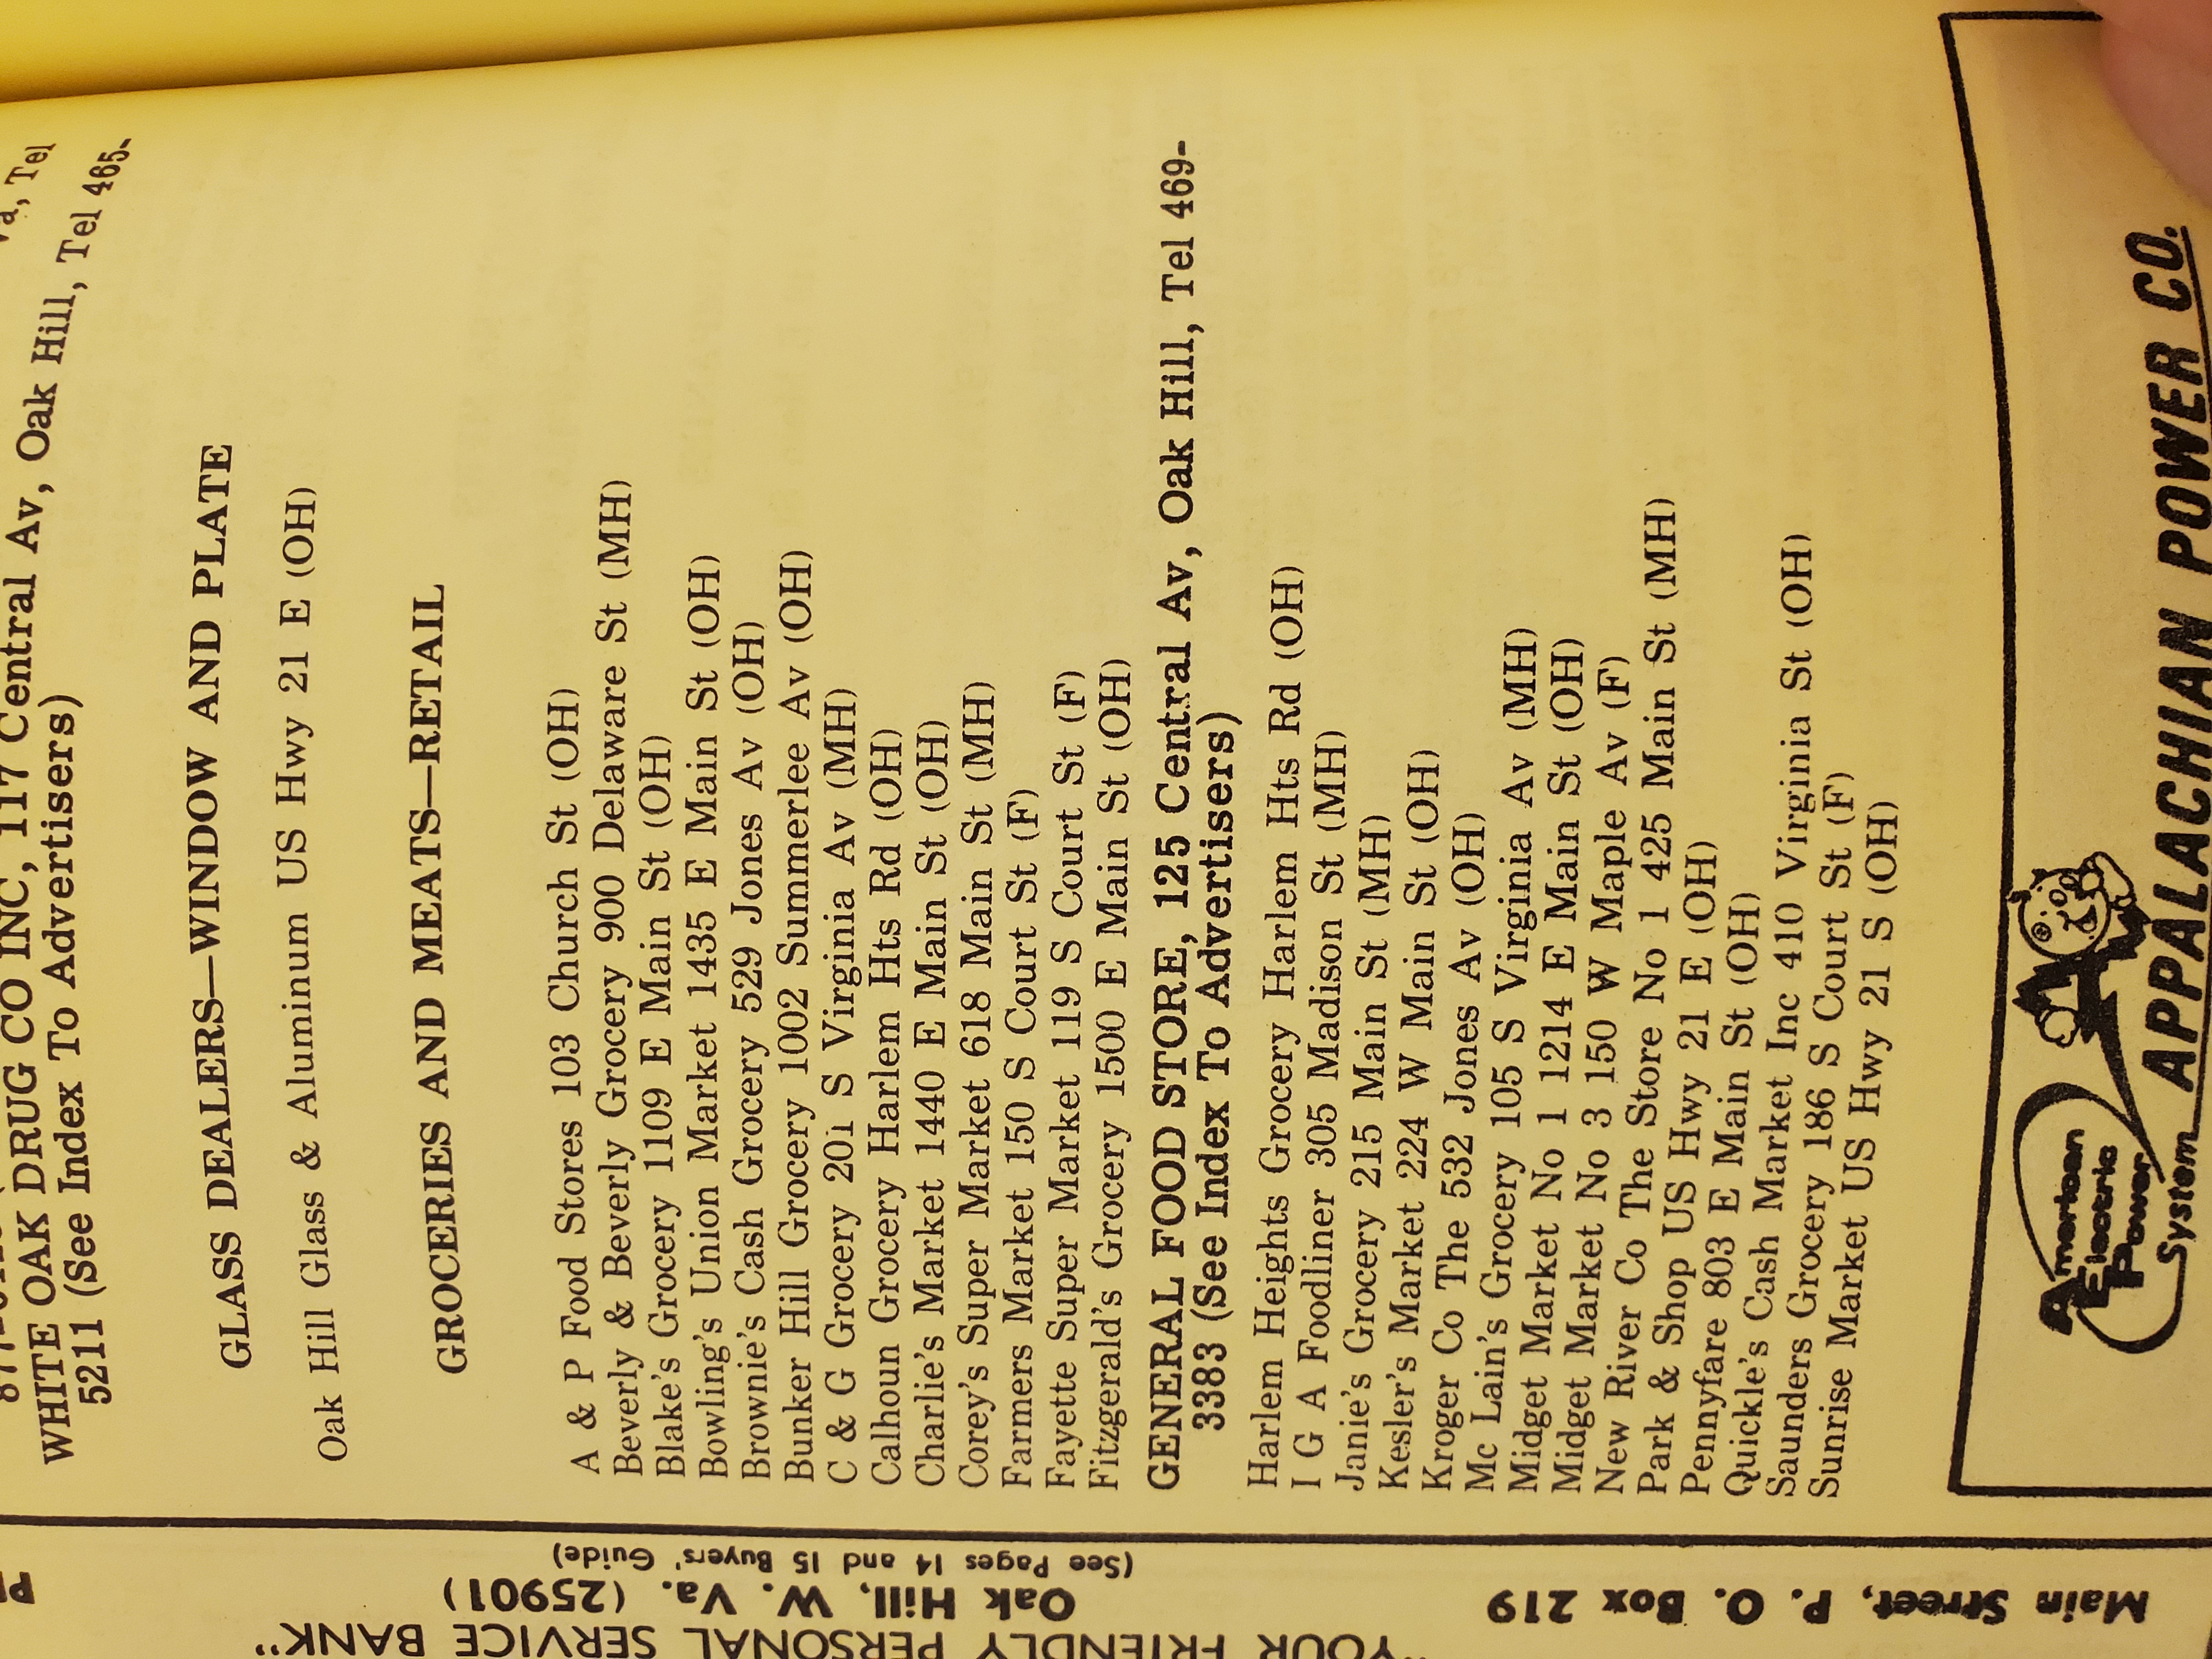 Va, Tel
WHITE OAK DRUG CO INC, 117 Central Av, Oak Hill, Tel 465-
5211 (See Index To Advertisers)
GLASS DEALERS—WINDOW AND PLATE
Oak Hill Glass & Aluminum US Hwy 21 E (OH)
GROCERIES AND MEATS—RETAIL
A & P Food Stores 103 Church St (OH)
Beverly & Beverly Grocery 900 Delaware St (MH)
Blake's Grocery 1109 E Main St (OH)
Bowling's Union Market 1435 E Main St (OH)
Brownie's Cash Grocery 529 Jones Av (OH)
Bunker Hill Grocery 1002 Summerlee Av (OH)
C & G Grocery 201 S Virginia Av (MH)
Calhoun Grocery Harlem Hts Rd (OH)
Charlie's Market 1440 E Main St (OH)
Corey's Super Market 618 Main St (MH)
Farmers Market 150 S Court St (F)
Fayette Super Market 119 S Court St (F)
Fitzgerald's Grocery 1500 E Main St (OH)
GENERAL FOOD STORE, 125 Central Av, Oak Hill, Tel 469-
3383 (See Index To Advertisers)
Harlem Heights Grocery Harlem Hts Rd (OH)
I G A Foodliner 305 Madison St (MH)
Janie's Grocery 215 Main St (MH)
Kesler's Market 224 W Main St (OH)
Kroger Co The 532 Jones Av (OH)
Mc Lain's Grocery 105 S Virginia Av (MH)
Midget Market No 1 1214 E Main St (OH)
Midget Market No 3 150 W Maple Av (F)
New River Co The Store No 1 425 Main St (MH)
Park & Shop US Hwy 21 E (OH)
Pennyfare 803 E Main St (OH)
Quickle's Cash Market Inc 410 Virginia St (OH)
Saunders Grocery 186 S Court St (F)
Sunrise Market US Hwy 21 S (OH)
American
Electric
Power
System
APPALACHIAN POWER CO.
"YOUR FRIENDLY PERSONAL SERVICE BANK"
Main Street, P. O. Box 219
Oak Hill, W. Va. (25901)
(See Pages 14 and 15 Buyers' Guide)